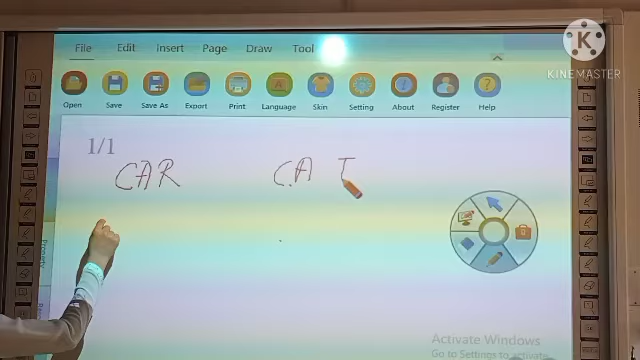 KINEMASTER
File Edit Insert Page Draw Tool
Open Save Save As Export Print Language Skin Setting About Register Help
1/1
CAR CAT
Property
Activate Windows
Go to Settings to activate